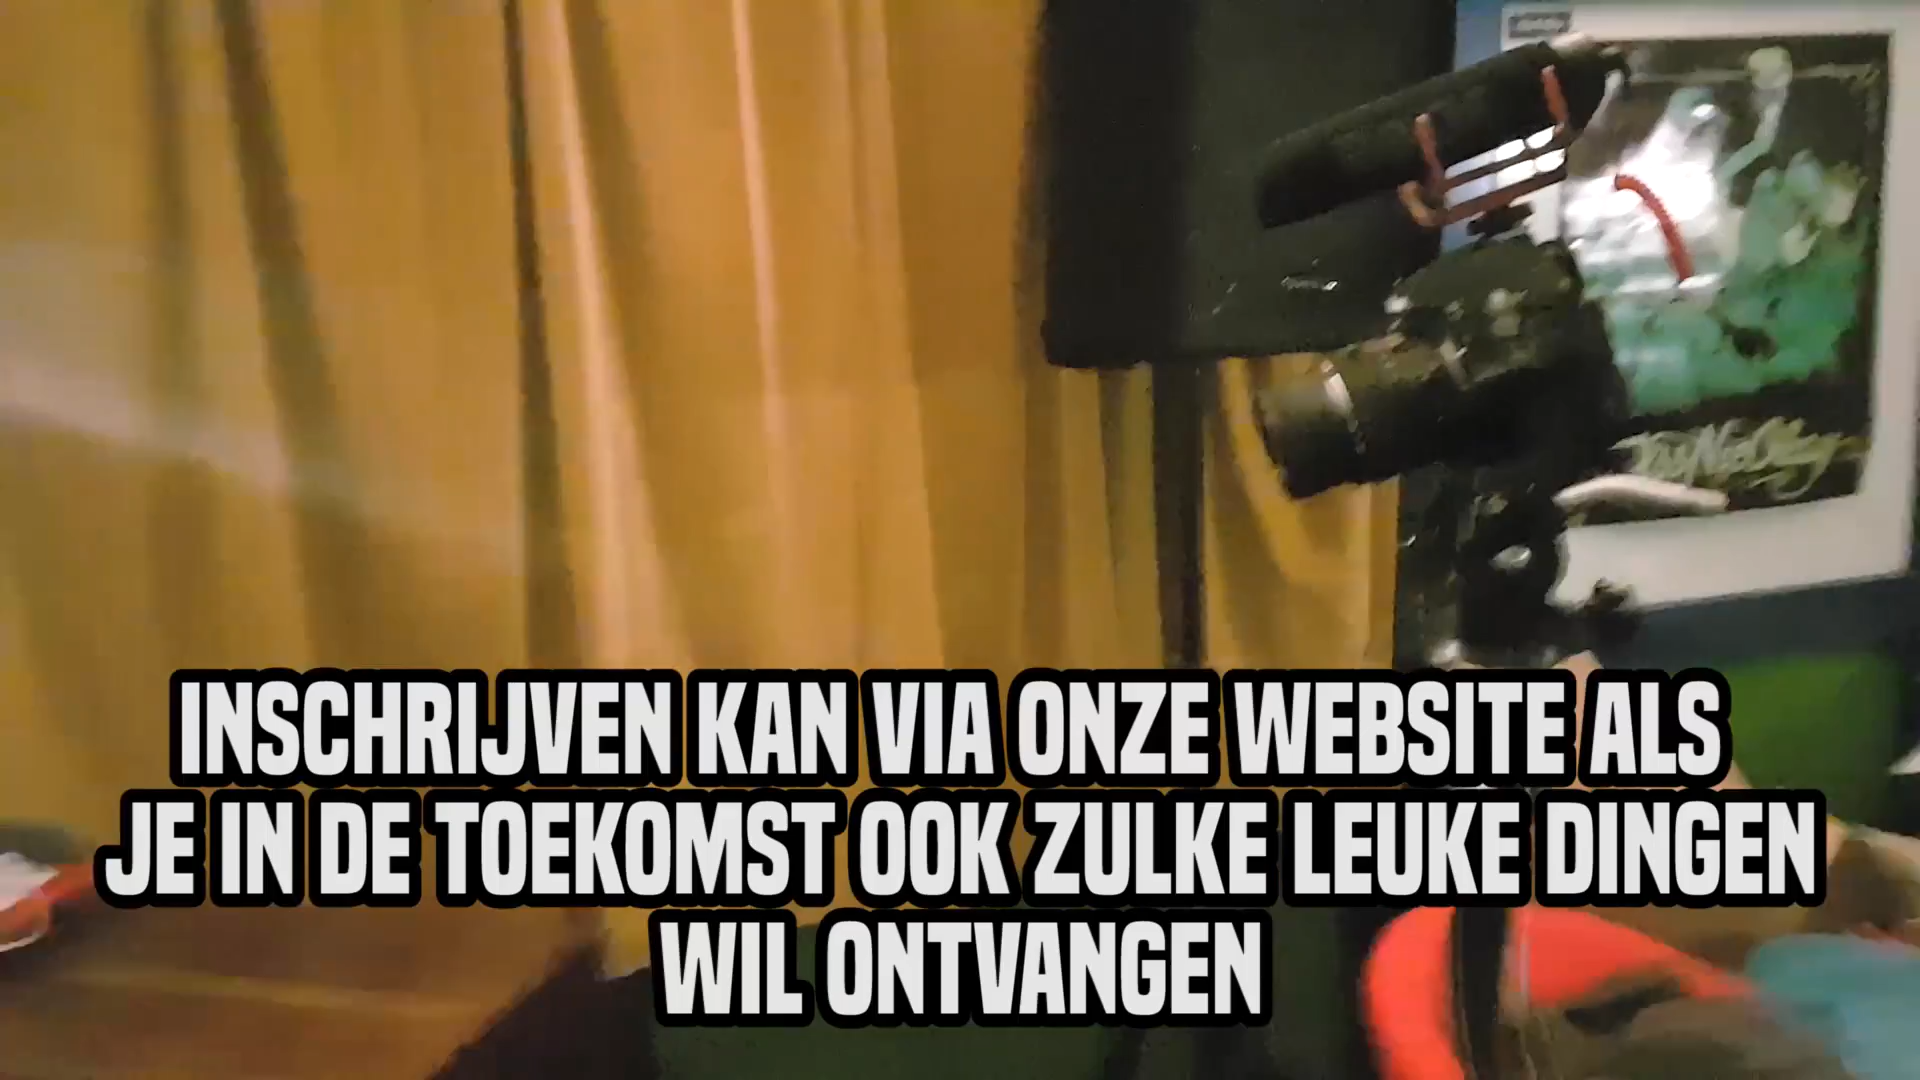 INSCHRIJVEN KAN VIA ONZE WEBSITE ALS
JE IN DE TOEKOMST OOK ZULKE LEUKE DINGEN
WIL ONTVANGEN